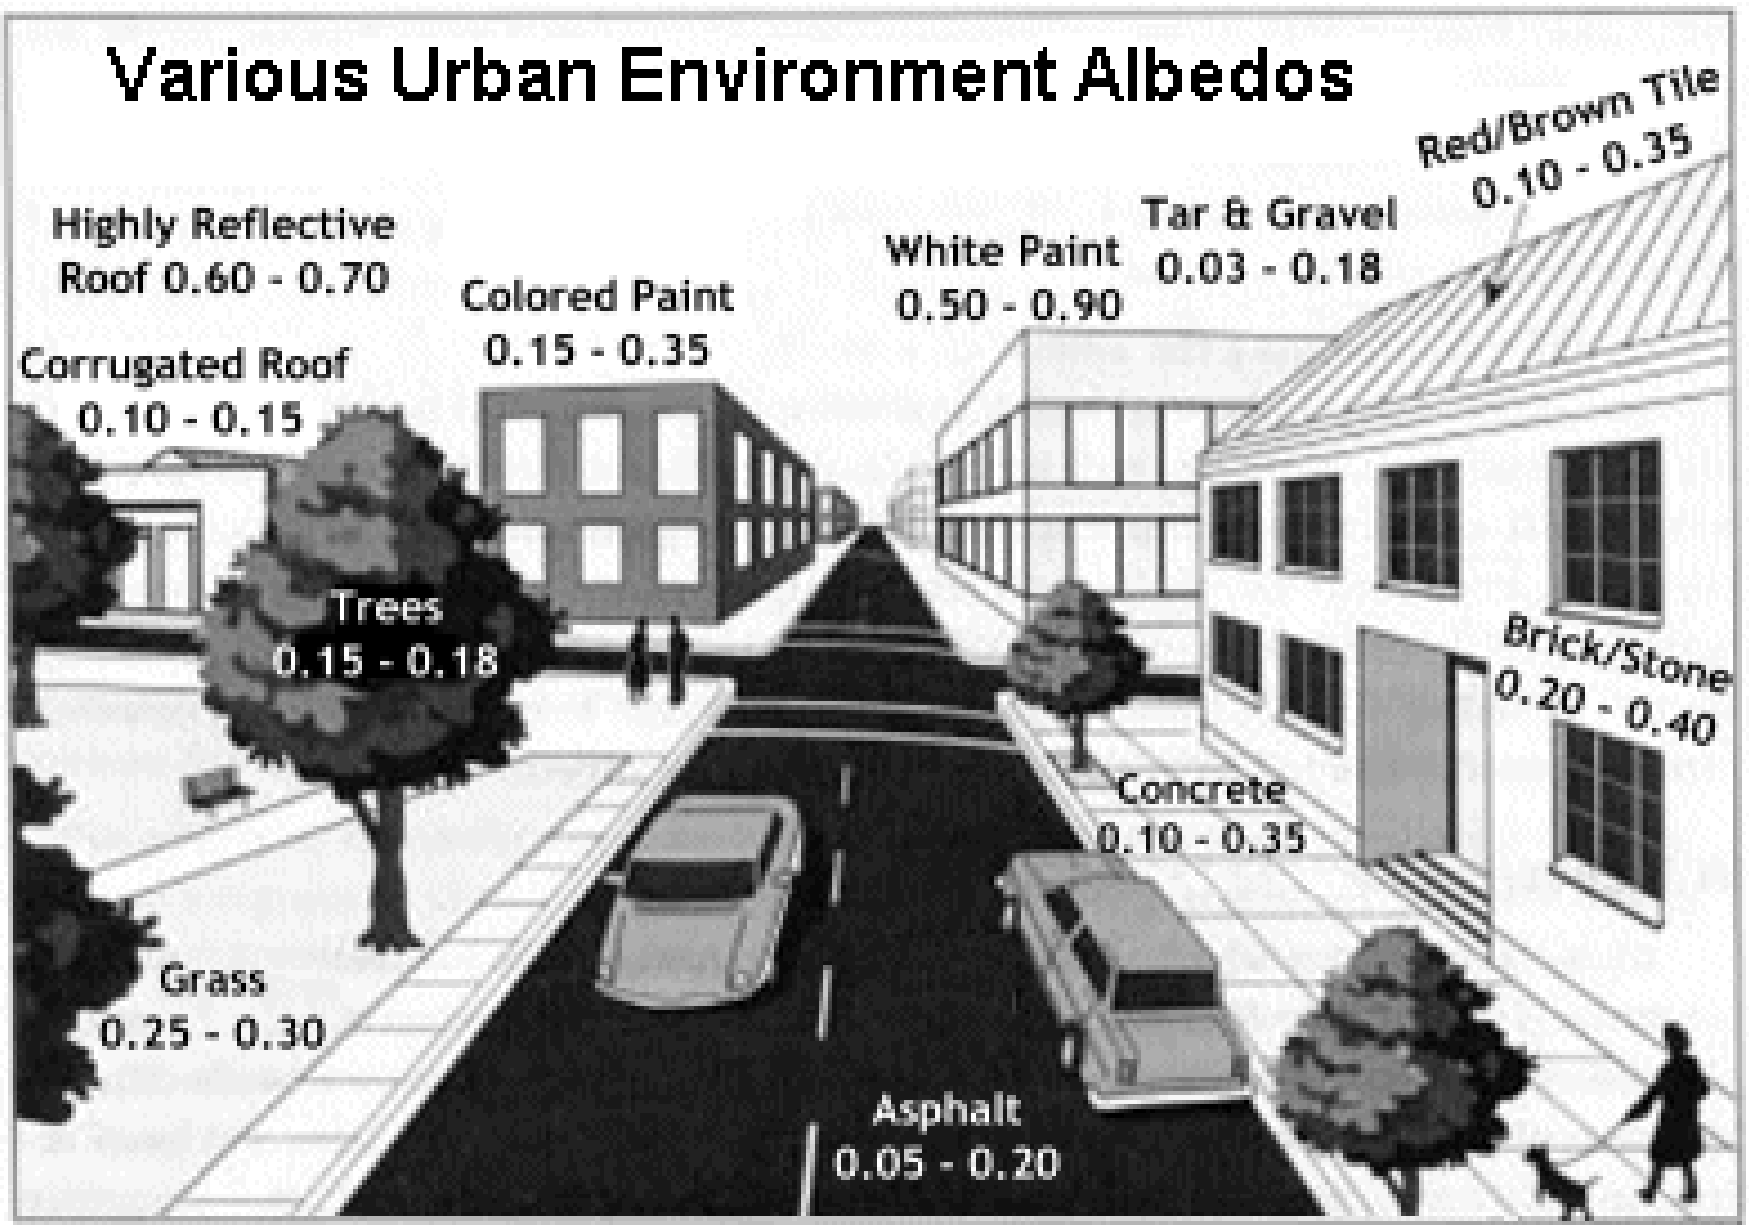 Various Urban Environment Albedos
Highly Reflective
Roof 0.60 - 0.70
Corrugated Roof
0.10 - 0.15
Colored Paint
0.15 - 0.35
White Paint
0.50 - 0.90
Tar & Gravel
0.03 - 0.18
Red/Brown Tile
0.10 - 0.35
Trees
0.15 - 0.18
Brick/Stone
0.20 - 0.40
Concrete
0.10 - 0.35
Grass
0.25 - 0.30
Asphalt
0.05 - 0.20